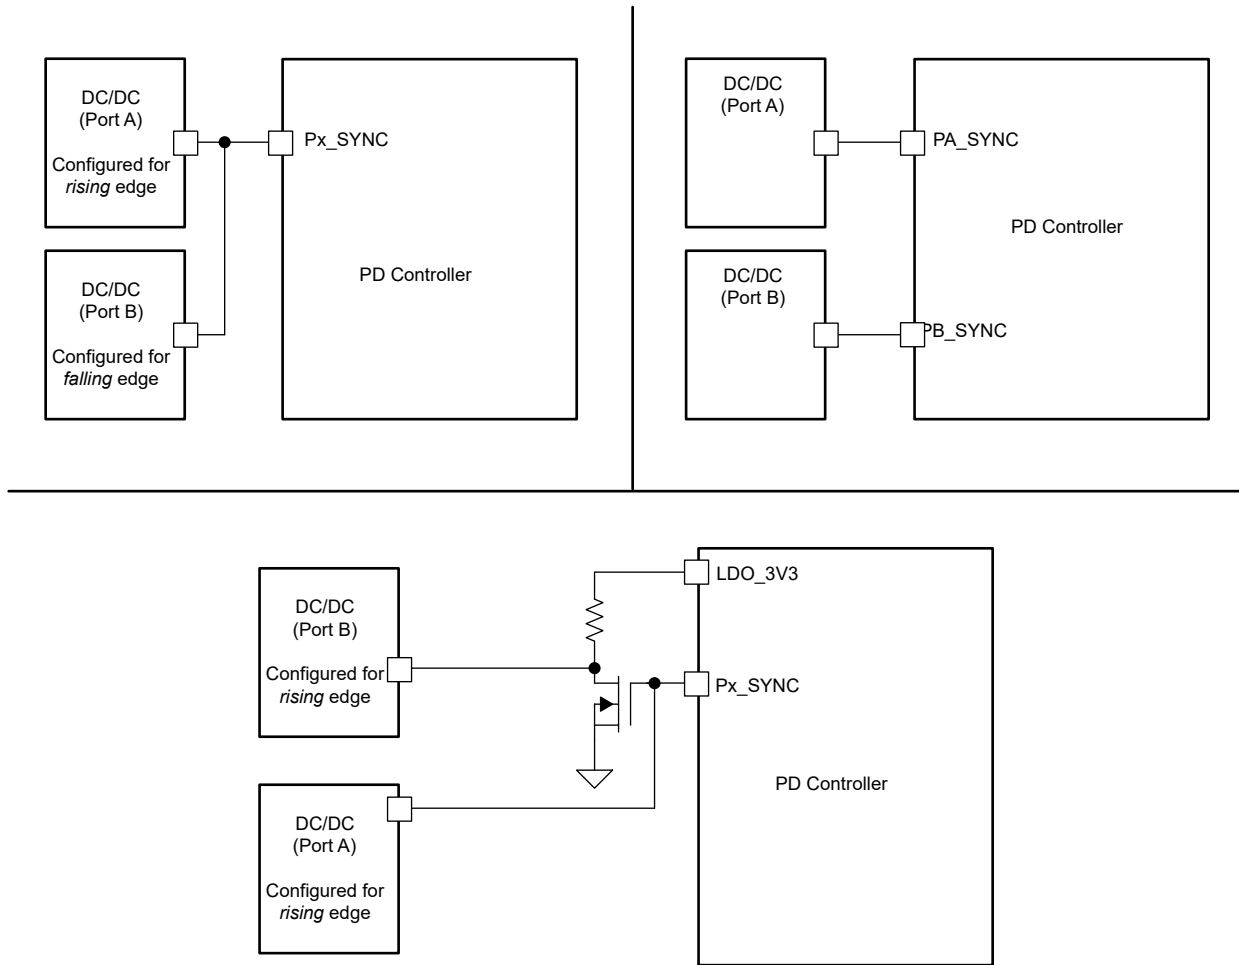 DC/DC
(Port A)
Configured for
rising edge
Px_SYNC
DC/DC
(Port B)
Configured for
falling edge
PD Controller
DC/DC
(Port A)
PA_SYNC
PD Controller
DC/DC
(Port B)
PB_SYNC
LDO_3V3
DC/DC
(Port B)
Configured for
rising edge
Px_SYNC
PD Controller
DC/DC
(Port A)
Configured for
rising edge